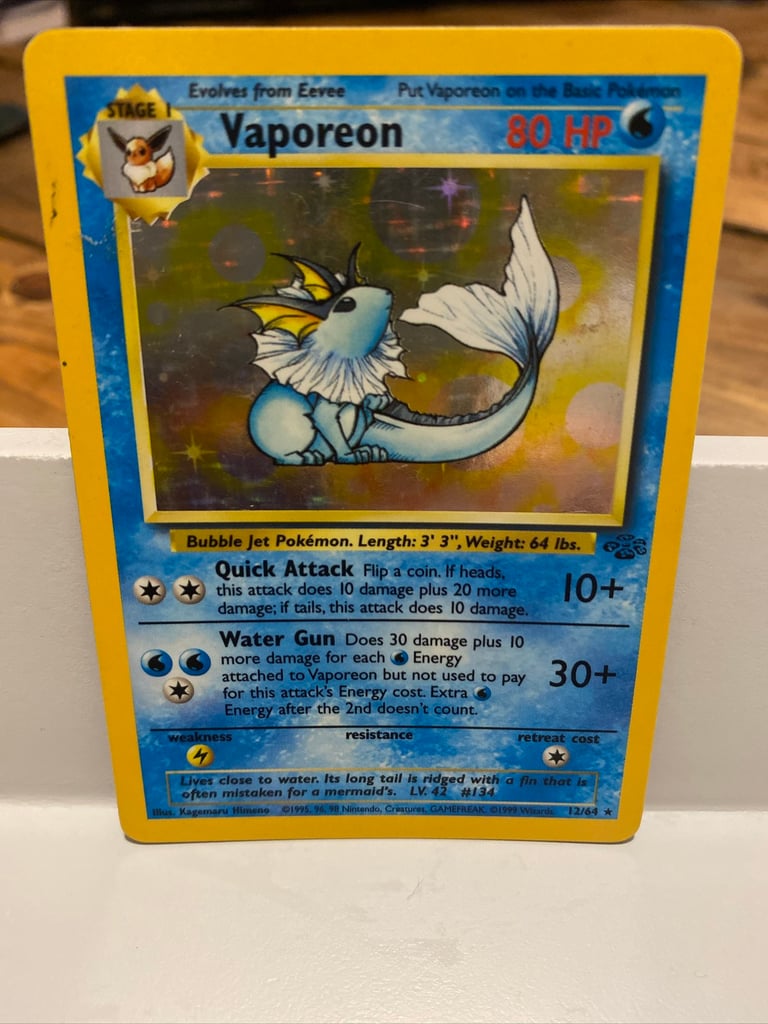 Evolves from Eevee Put Vaporeon on the Basic Pokémon
STAGE 1
Vaporeon 80 HP
Bubble Jet Pokémon. Length: 3' 3", Weight: 64 lbs.
Quick Attack Flip a coin. If heads,
this attack does 10 damage plus 20 more
damage; if tails, this attack does 10 damage.
10+
Water Gun Does 30 damage plus 10
more damage for each Energy
attached to Vaporeon but not used to pay
for this attack's Energy cost. Extra
Energy after the 2nd doesn't count.
30+
weakness resistance retreat cost
Lives close to water. Its long tail is ridged with a fin that is
often mistaken for a mermaid's. LV. 42 #134
Illus. Kagemaru Himeno ©1995, 96, 98 Nintendo, Creatures, GAMEFREAK. ©1999 Wizards. 12/64 ★